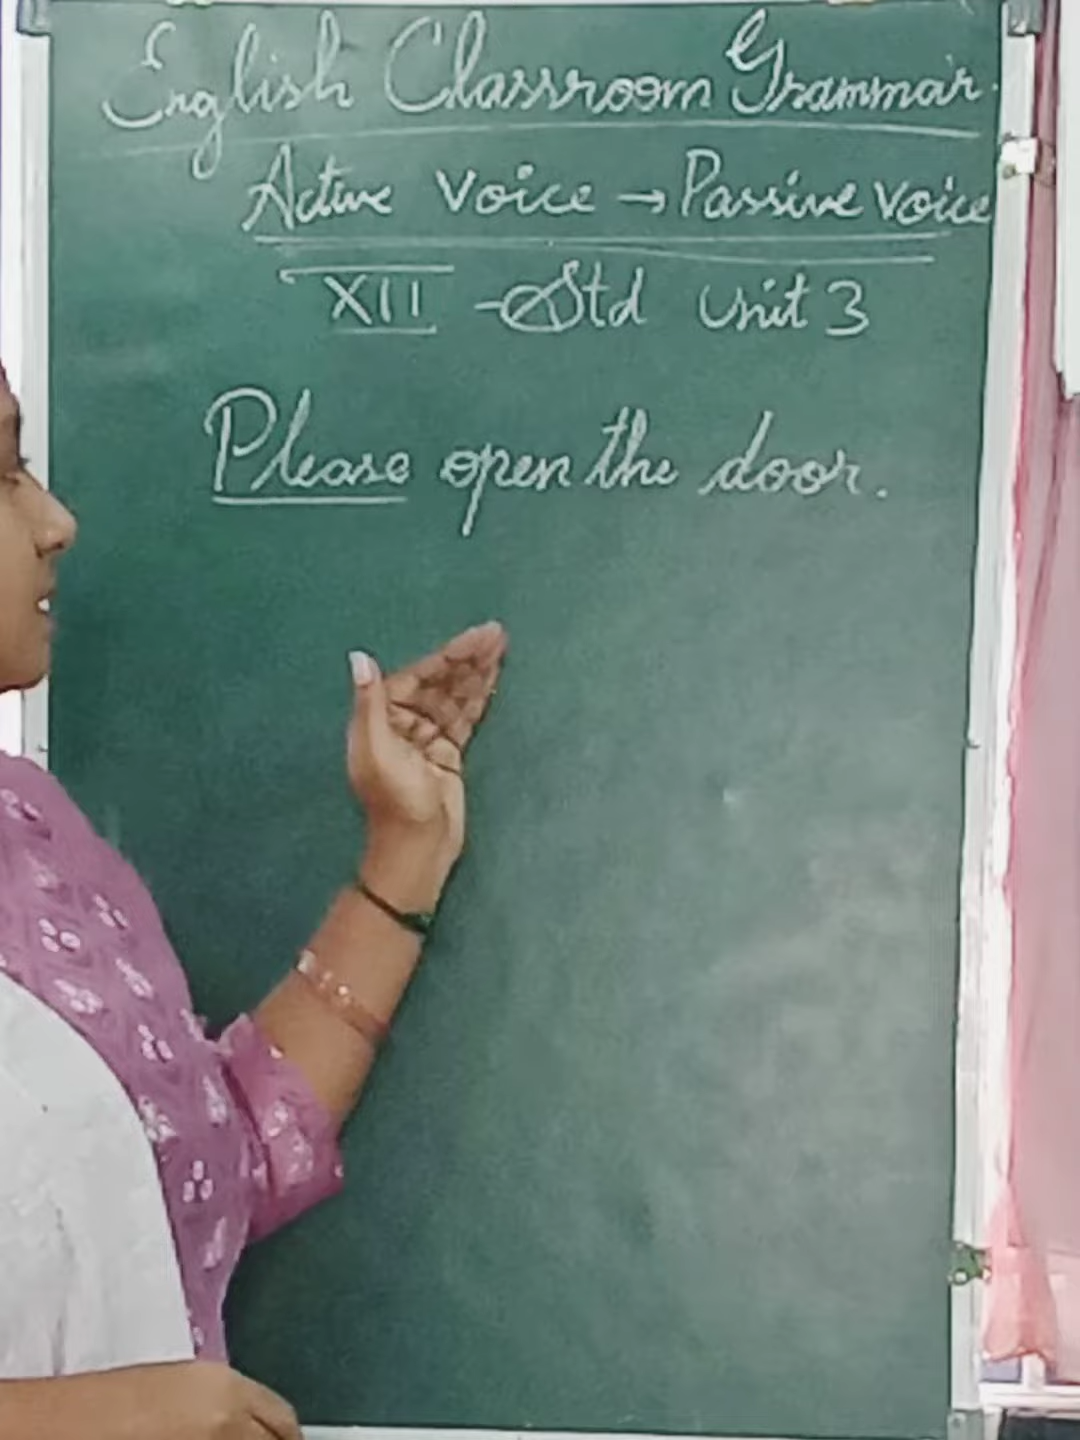 English Classroom Grammar.
Active Voice → Passive Voice
XII - Std Unit 3
Please open the door.